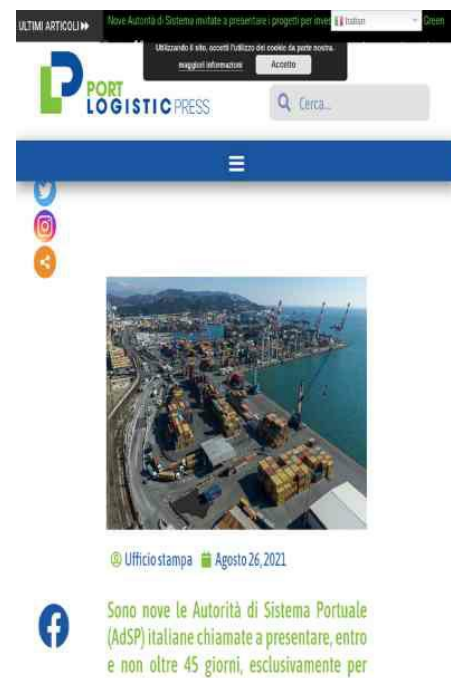 ULTIMI ARTICOLI
Nove Autorità di Sistema invitate a presentare i progetti per inves
Italian
Green
Utilizzando il sito, accetti l'utilizzo dei cookie da parte nostra.
maggiori informazioni
Accetto
PORT
LOGISTIC PRESS
Cerca...
Ufficio stampa
Agosto 26, 2021
Sono nove le Autorità di Sistema Portuale
(AdSP) italiane chiamate a presentare, entro
e non oltre 45 giorni, esclusivamente per